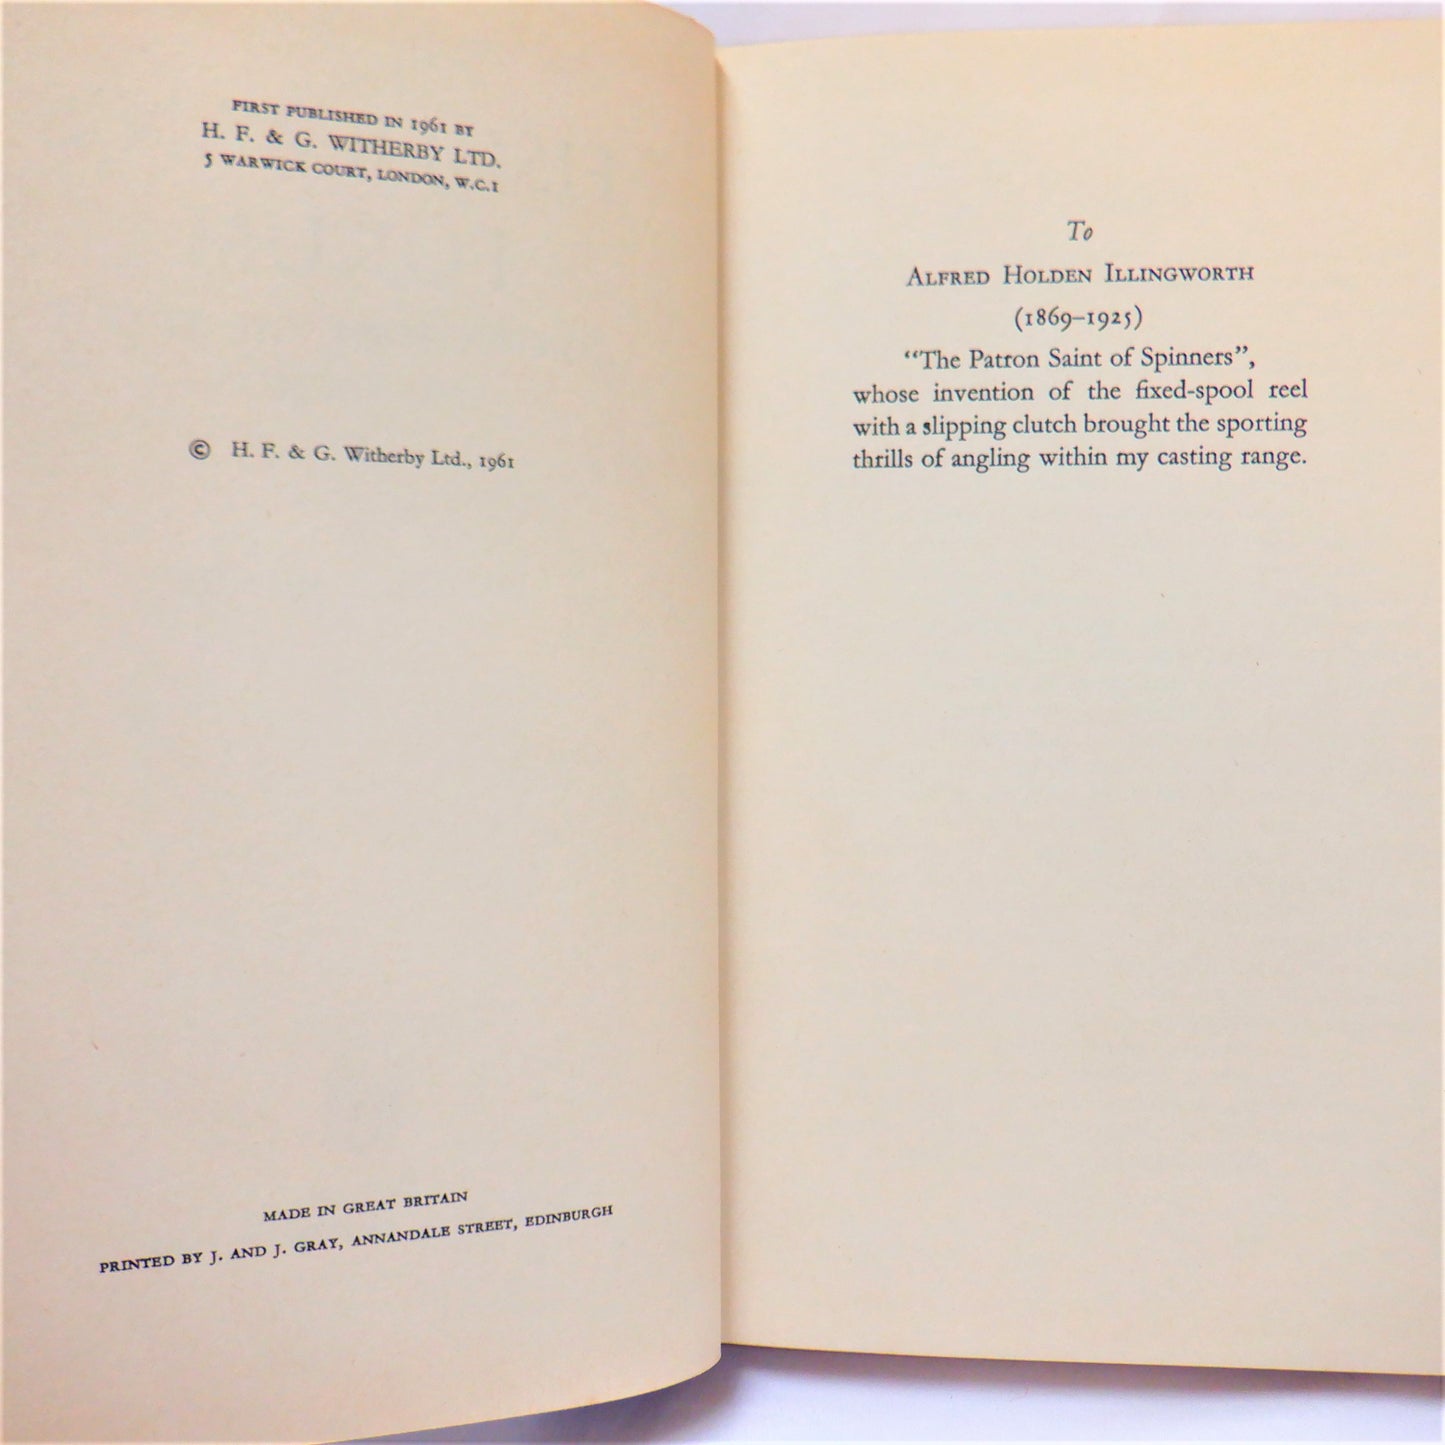 FIRST PUBLISHED IN 1961 BY
H. F. & G. WITHERBY LTD.
5 WARWICK COURT, LONDON, W.C.1
© H. F. & G. Witherby Ltd., 1961
MADE IN GREAT BRITAIN
PRINTED BY J. AND J. GRAY, ANNANDALE STREET, EDINBURGH
To
ALFRED HOLDEN ILLINGWORTH
(1869–1925)
“The Patron Saint of Spinners”,
whose invention of the fixed-spool reel
with a slipping clutch brought the sporting
thrills of angling within my casting range.